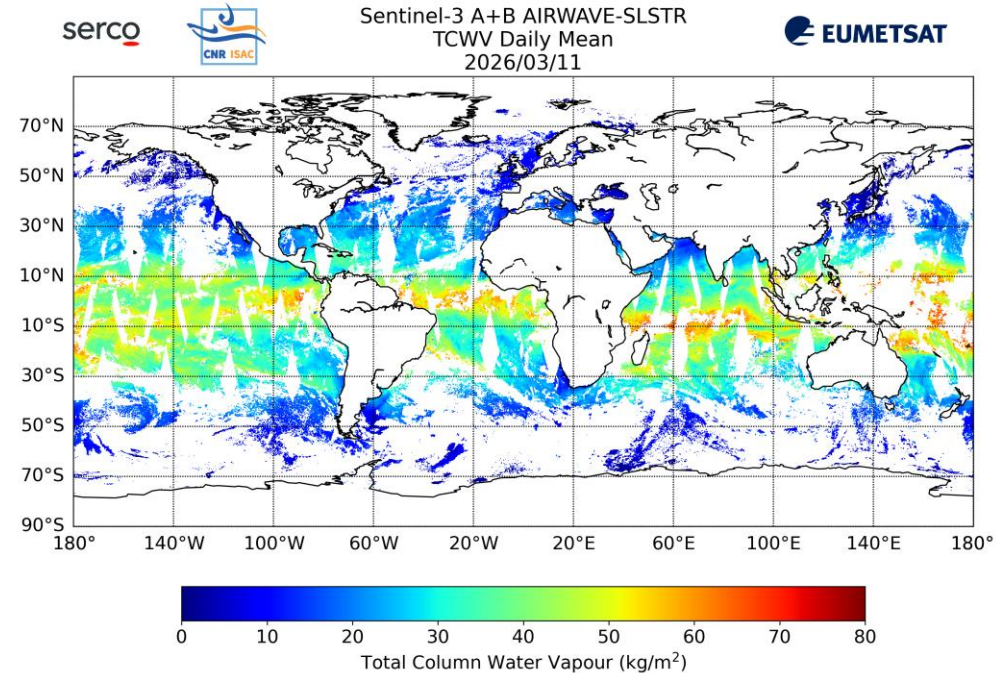 serco
CNR ISAC
Sentinel-3 A+B AIRWAVE-SLSTR
TCWV Daily Mean
2026/03/11
EUMETSAT
70°N
50°N
30°N
10°N
10°S
30°S
50°S
70°S
90°S
180° 140°W 100°W 60°W 20°W 20°E 60°E 100°E 140°E 180°
0 10 20 30 40 50 60 70 80
Total Column Water Vapour (kg/m²)